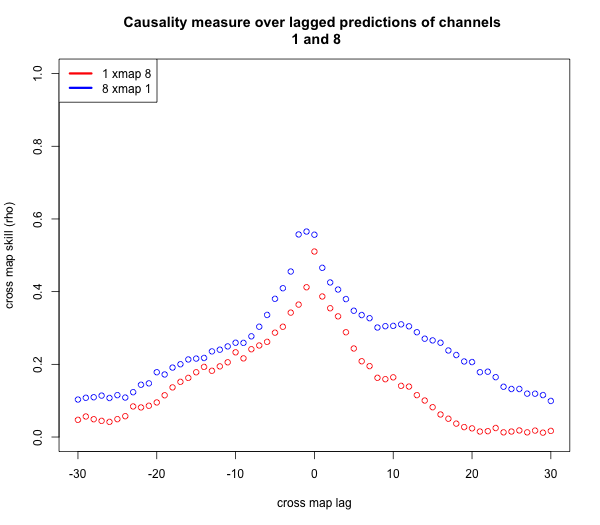 Causality measure over lagged predictions of channels
1 and 8
1 xmap 8
8 xmap 1
cross map skill (rho)
1.0
0.8
0.6
0.4
0.2
0.0
-30 -20 -10 0 10 20 30
cross map lag